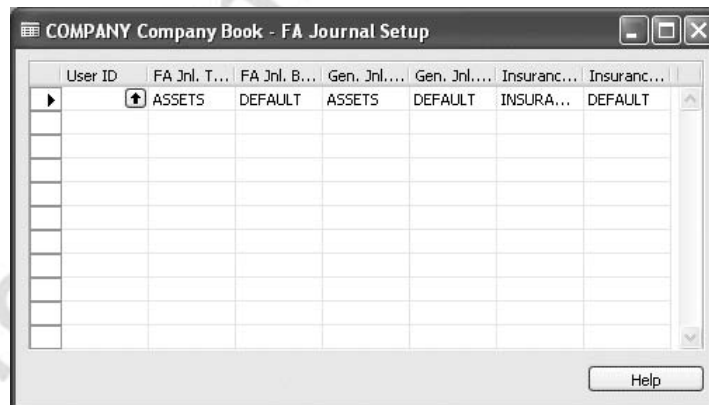 COMPANY Company Book - FA Journal Setup
User ID FA Jnl. T... FA Jnl. B... Gen. Jnl.... Gen. Jnl.... Insuranc... Insuranc...
ASSETS DEFAULT ASSETS DEFAULT INSURA... DEFAULT
Help